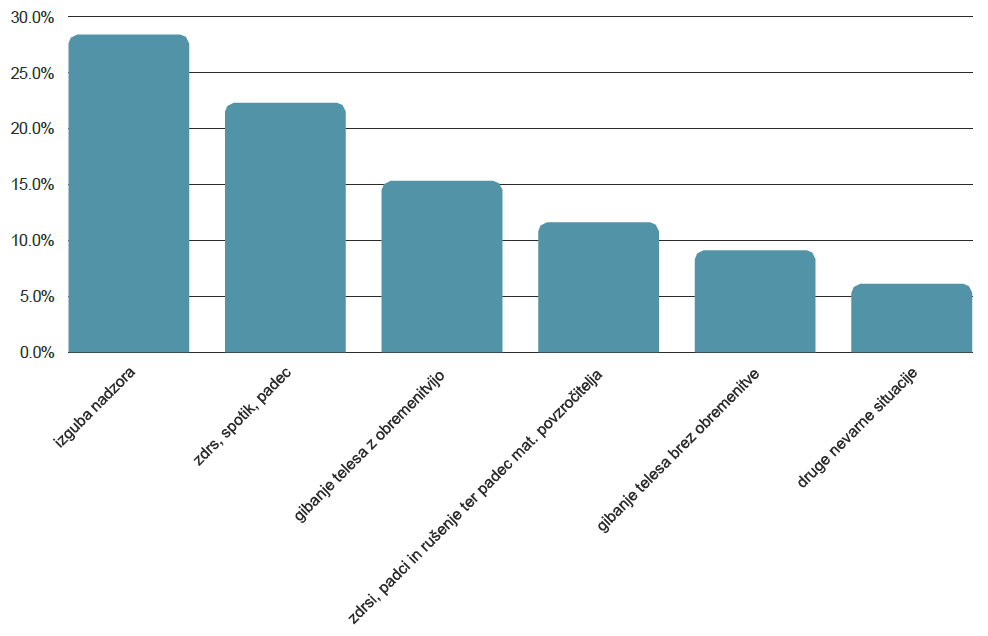 30.0%
25.0%
20.0%
15.0%
10.0%
5.0%
0.0%
izguba nadzora
zdrs, spotik, padec
gibanje telesa z obremenitvijo
zdrsi, padci in rušenje ter padec mat. povzročitelja
gibanje telesa brez obremenitve
druge nevarne situacije